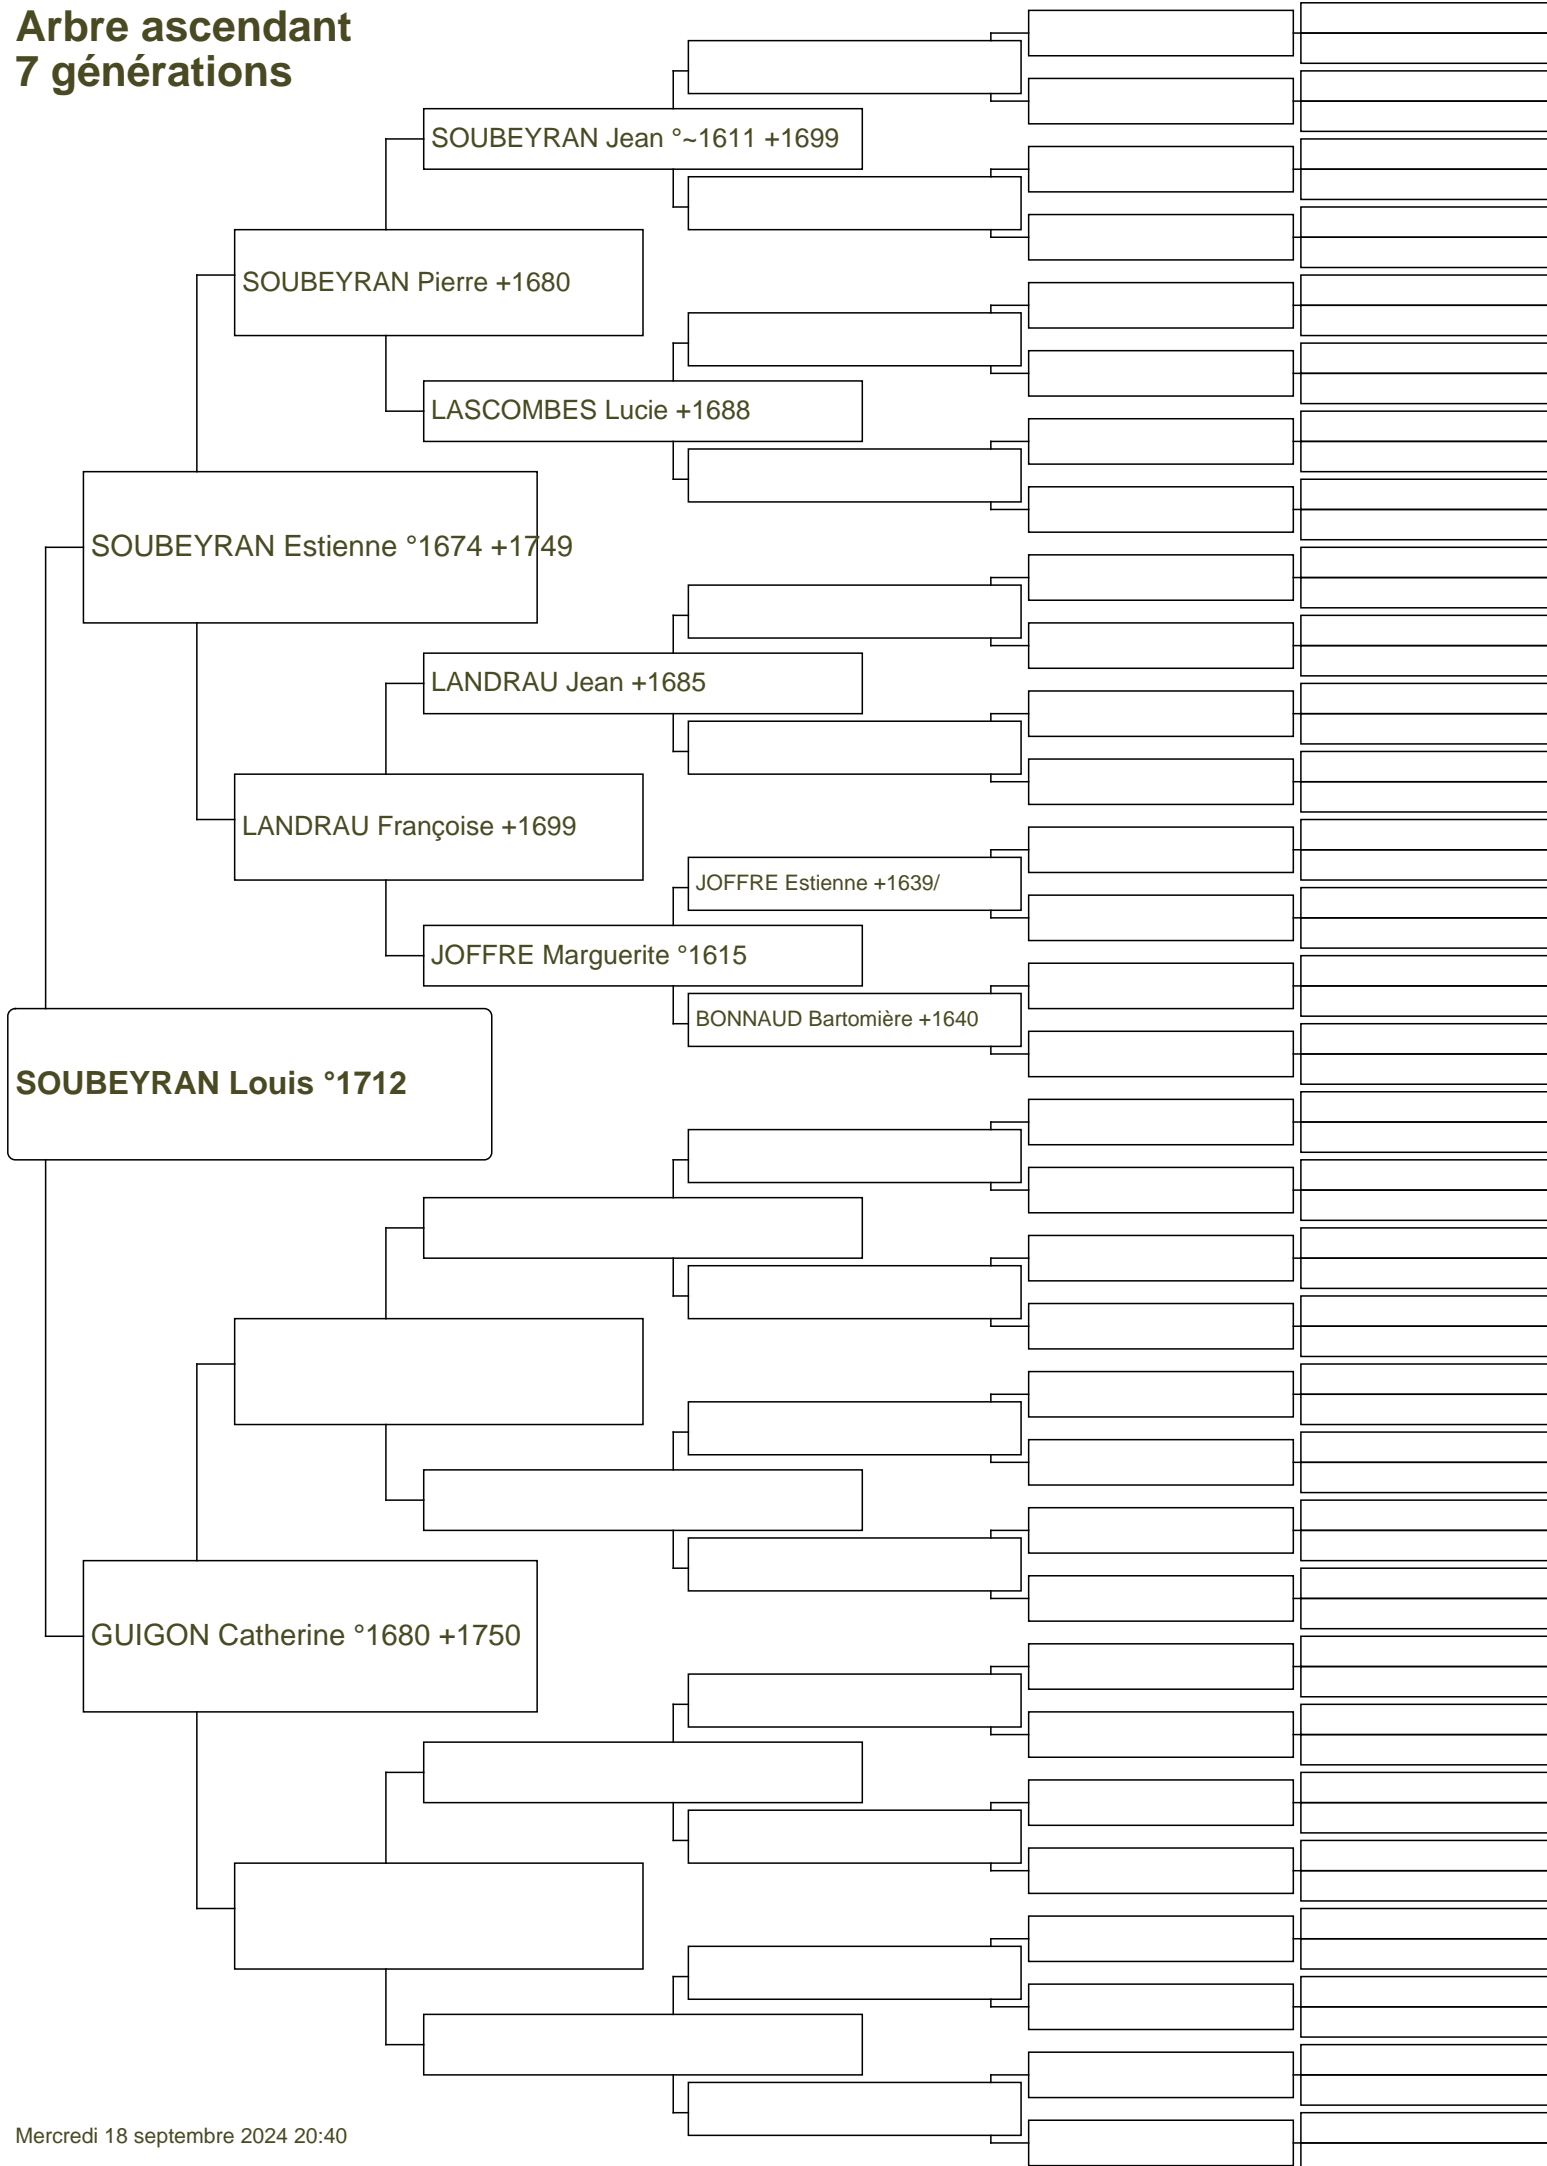 Arbre ascendant
7 générations
SOUBEYRAN Jean °~1611 +1699
SOUBEYRAN Pierre +1680
LASCOMBES Lucie +1688
SOUBEYRAN Estienne °1674 +1749
LANDRAU Jean +1685
LANDRAU Françoise +1699
JOFFRE Estienne +1639/
JOFFRE Marguerite °1615
BONNAUD Bartomière +1640
SOUBEYRAN Louis °1712
GUIGON Catherine °1680 +1750
Mercredi 18 septembre 2024 20:40